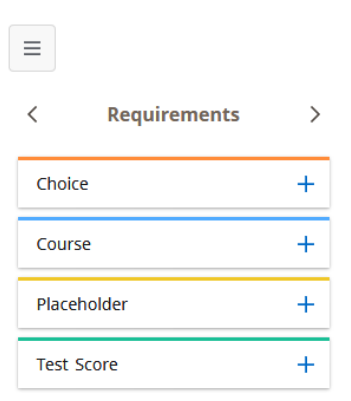 Requirements
Choice
Course
Placeholder
Test Score